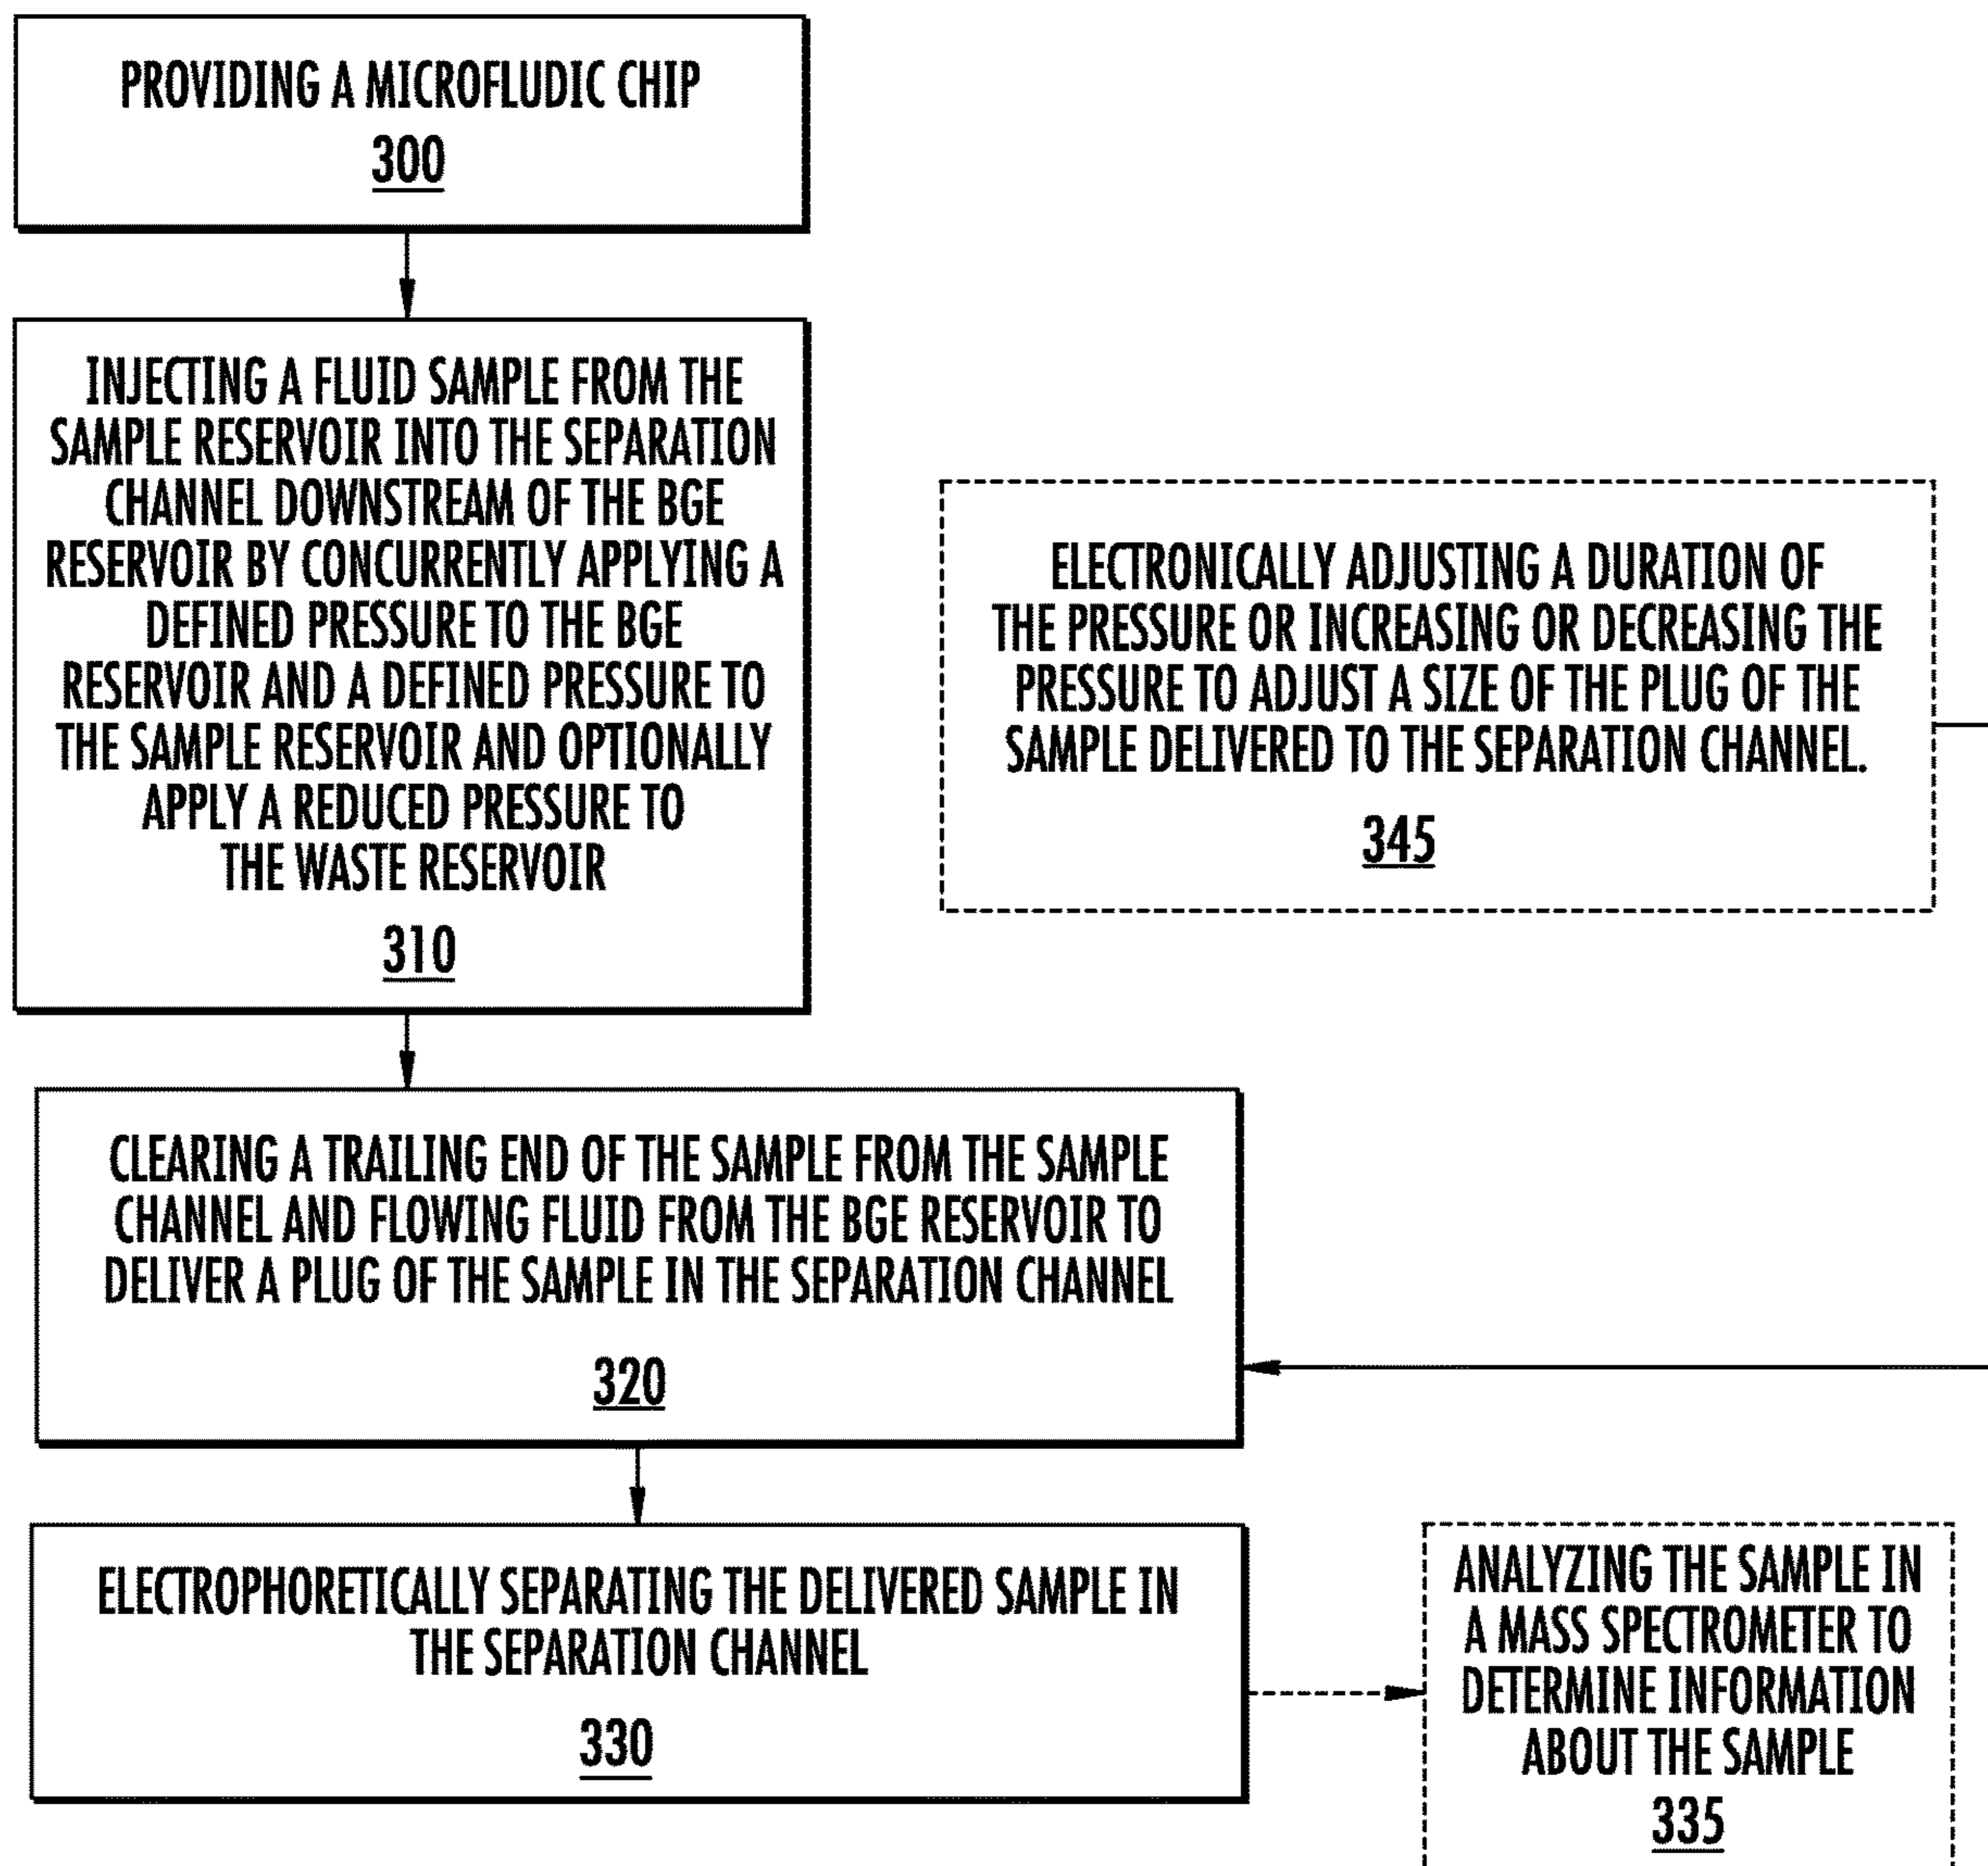 PROVIDING A MICROFLUDIC CHIP
300
INJECTING A FLUID SAMPLE FROM THE
SAMPLE RESERVOIR INTO THE SEPARATION
CHANNEL DOWNSTREAM OF THE BGE
RESERVOIR BY CONCURRENTLY APPLYING A
DEFINED PRESSURE TO THE BGE
RESERVOIR AND A DEFINED PRESSURE TO
THE SAMPLE RESERVOIR AND OPTIONALLY
APPLY A REDUCED PRESSURE TO
THE WASTE RESERVOIR
310
ELECTRONICALLY ADJUSTING A DURATION OF
THE PRESSURE OR INCREASING OR DECREASING THE
PRESSURE TO ADJUST A SIZE OF THE PLUG OF THE
SAMPLE DELIVERED TO THE SEPARATION CHANNEL.
345
CLEARING A TRAILING END OF THE SAMPLE FROM THE SAMPLE
CHANNEL AND FLOWING FLUID FROM THE BGE RESERVOIR TO
DELIVER A PLUG OF THE SAMPLE IN THE SEPARATION CHANNEL
320
ELECTROPHORETICALLY SEPARATING THE DELIVERED SAMPLE IN
THE SEPARATION CHANNEL
330
ANALYZING THE SAMPLE IN
A MASS SPECTROMETER TO
DETERMINE INFORMATION
ABOUT THE SAMPLE
335